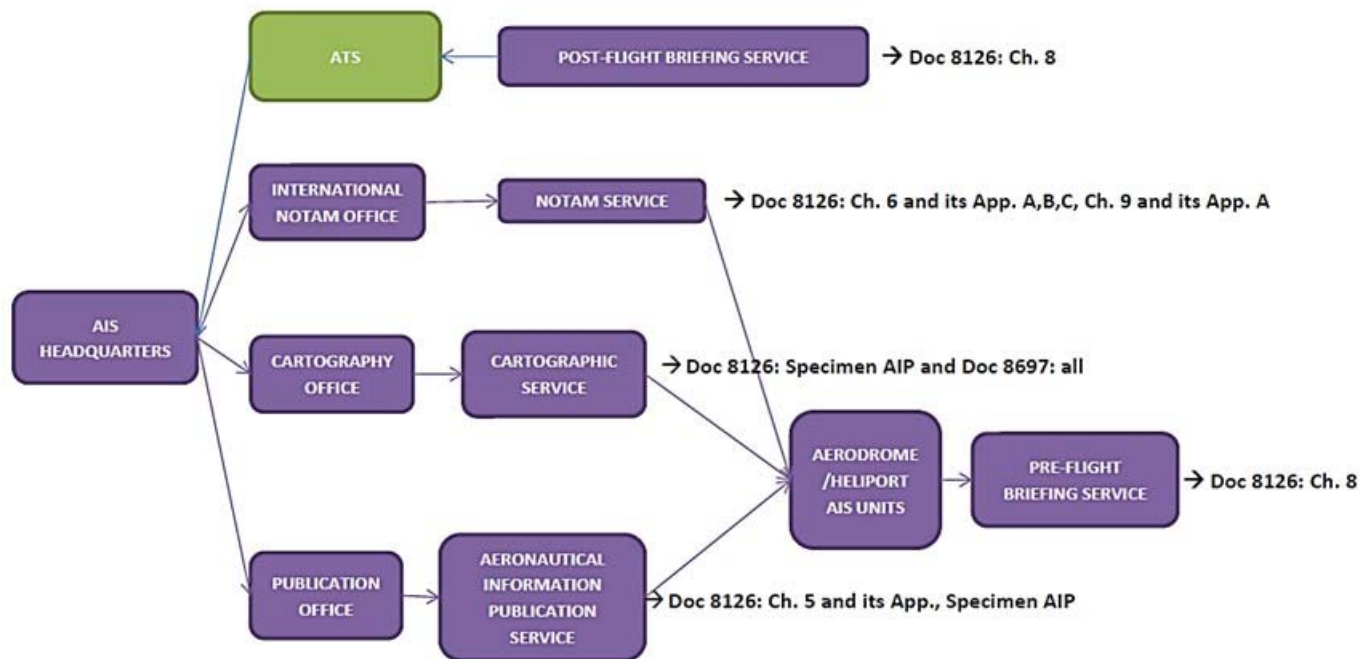 ATS
POST-FLIGHT BRIEFING SERVICE
→ Doc 8126: Ch. 8
INTERNATIONAL
NOTAM OFFICE
NOTAM SERVICE
→ Doc 8126: Ch. 6 and its App. A,B,C, Ch. 9 and its App. A
AIS
HEADQUARTERS
CARTOGRAPHY
OFFICE
CARTOGRAPHIC
SERVICE
→ Doc 8126: Specimen AIP and Doc 8697: all
AERODROME
/HELIPORT
AIS UNITS
PRE-FLIGHT
BRIEFING SERVICE
→ Doc 8126: Ch. 8
PUBLICATION
OFFICE
AERONAUTICAL
INFORMATION
PUBLICATION
SERVICE
→ Doc 8126: Ch. 5 and its App., Specimen AIP